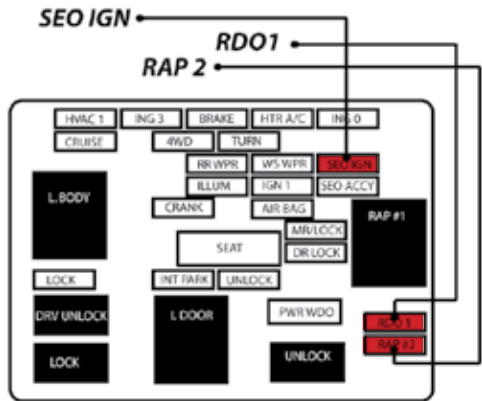 SEO IGN
RDO1
RAP 2
HVAC 1 ING 3 BRAKE HTR A/C ING 0
CRUISE 4WD TURN
RR WPR WS WPR SEO IGN
L.BODY ILLUM IGN 1 SEO ACCY
CRANK AIR BAG RAP #1
MR/LOCK
SEAT DR LOCK
LOCK INT PARK UNLOCK
DRV UNLOCK L DOOR PWR WDO RDO 1
RAP #2
LOCK UNLOCK